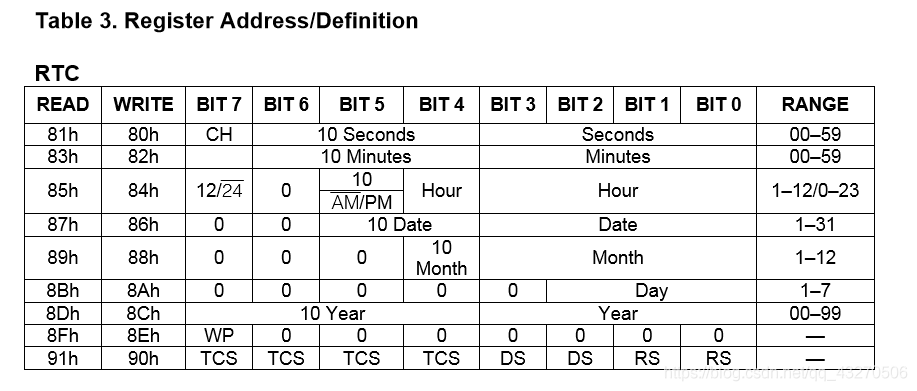 Table 3. Register Address/Definition
RTC
READ WRITE BIT 7 BIT 6 BIT 5 BIT 4 BIT 3 BIT 2 BIT 1 BIT 0 RANGE
81h 80h CH 10 Seconds Seconds 00–59
83h 82h 10 Minutes Minutes 00–59
85h 84h 12/24 0 10 AM/PM Hour Hour 1–12/0–23
87h 86h 0 0 10 Date Date 1–31
89h 88h 0 0 0 10 Month Month 1–12
8Bh 8Ah 0 0 0 0 0 Day 1–7
8Dh 8Ch 10 Year Year 00–99
8Fh 8Eh WP 0 0 0 0 0 0 0 —
91h 90h TCS TCS TCS TCS DS DS RS RS —
https://blog.csdn.net/qq_43270506